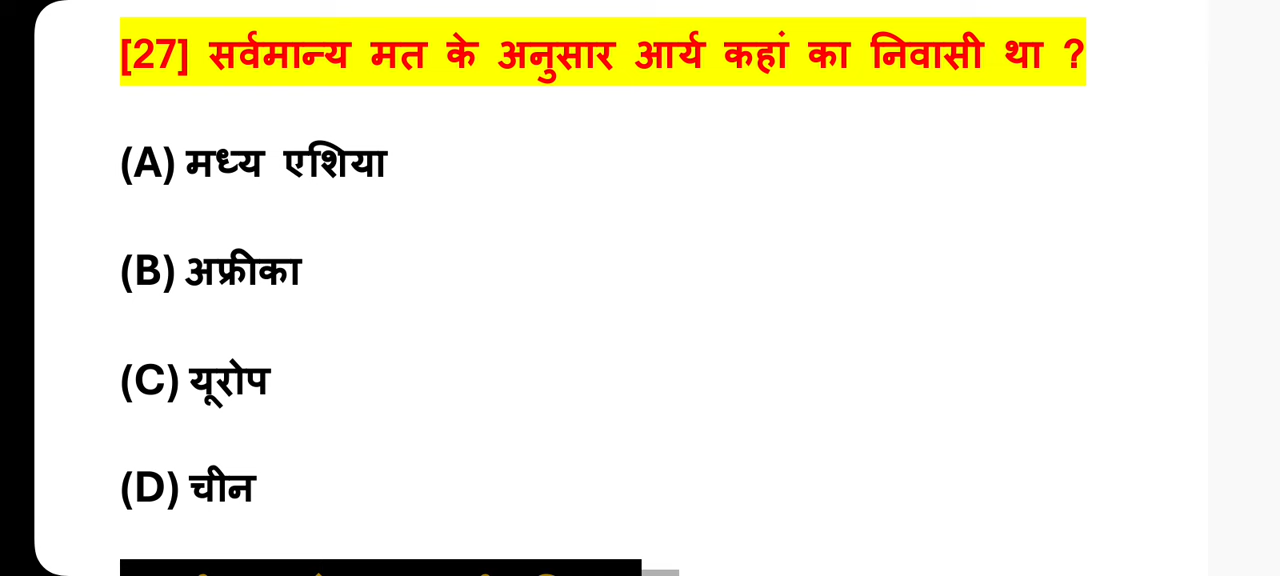 [27] सर्वमान्य मत के अनुसार आर्य कहां का निवासी था ?
(A) मध्य एशिया
(B) अफ्रीका
(C) यूरोप
(D) चीन